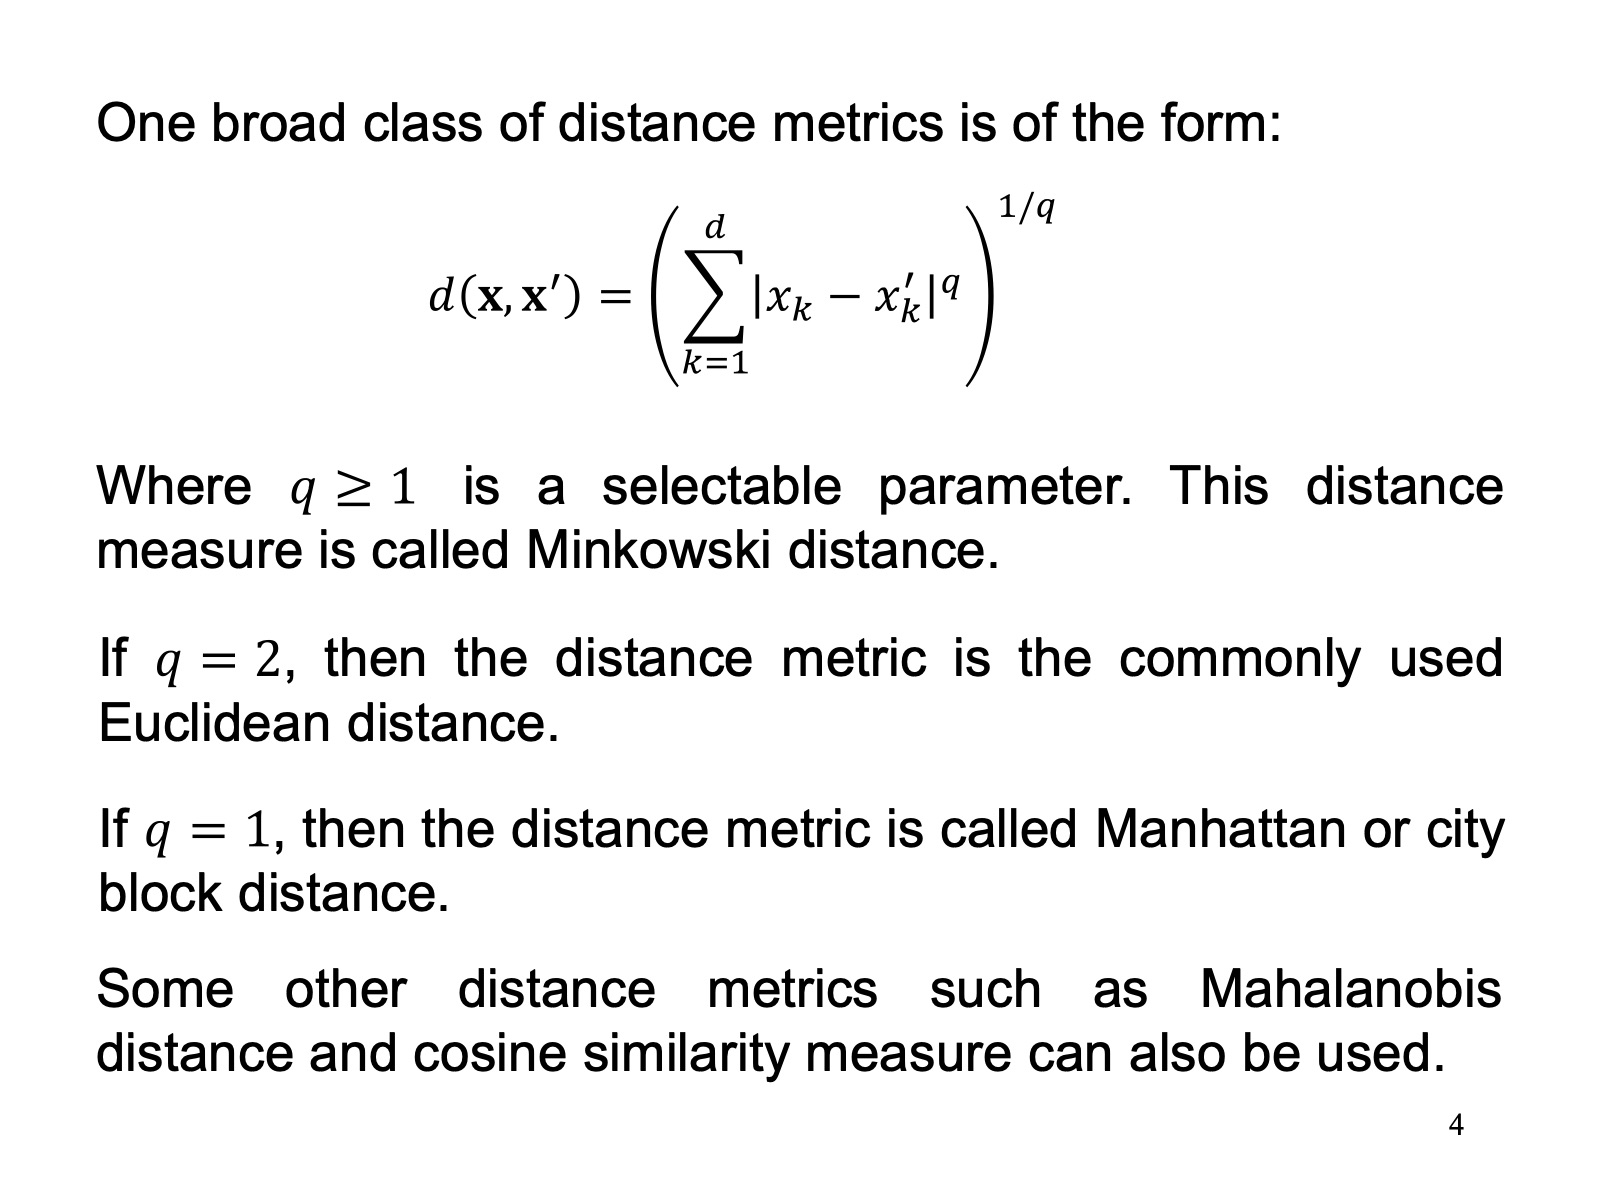 One broad class of distance metrics is of the form:
d(x, x′) = (∑_{k=1}^{d} |x_k − x′_k|^q)^{1/q}
Where q ≥ 1 is a selectable parameter. This distance
measure is called Minkowski distance.
If q = 2, then the distance metric is the commonly used
Euclidean distance.
If q = 1, then the distance metric is called Manhattan or city
block distance.
Some other distance metrics such as Mahalanobis
distance and cosine similarity measure can also be used.
4